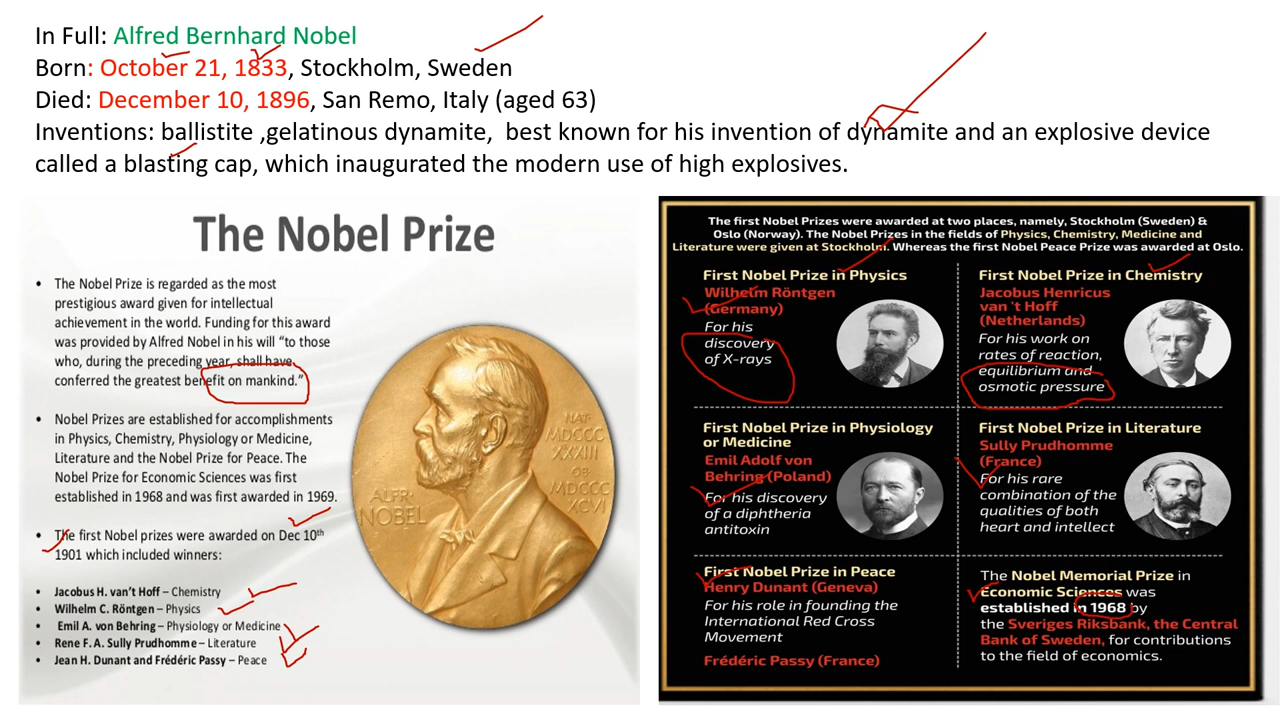 In Full: Alfred Bernhard Nobel
Born: October 21, 1833, Stockholm, Sweden
Died: December 10, 1896, San Remo, Italy (aged 63)
Inventions: ballistite ,gelatinous dynamite, best known for his invention of dynamite and an explosive device
called a blasting cap, which inaugurated the modern use of high explosives.
The Nobel Prize
• The Nobel Prize is regarded as the most
prestigious award given for intellectual
achievement in the world. Funding for this award
was provided by Alfred Nobel in his will “to those
who, during the preceding year, shall have
conferred the greatest benefit on mankind.”
• Nobel Prizes are established for accomplishments
in Physics, Chemistry, Physiology or Medicine,
Literature and the Nobel Prize for Peace. The
Nobel Prize for Economic Sciences was first
established in 1968 and was first awarded in 1969.
• The first Nobel prizes were awarded on Dec 10th
1901 which included winners:
• Jacobus H. van’t Hoff – Chemistry
• Wilhelm C. Röntgen – Physics
• Emil A. von Behring – Physiology or Medicine
• Rene F. A. Sully Prudhomme – Literature
• Jean H. Dunant and Frédéric Passy – Peace
ALFR·
NOBEL
NAT·
MDCCC
XXXIII
OB·
MDCCC
XCVI
The first Nobel Prizes were awarded at two places, namely, Stockholm (Sweden) &
Oslo (Norway). The Nobel Prizes in the fields of Physics, Chemistry, Medicine and
Literature were given at Stockholm. Whereas the first Nobel Peace Prize was awarded at Oslo.
First Nobel Prize in Physics
Wilhelm Röntgen
(Germany)
For his
discovery
of X-rays
First Nobel Prize in Chemistry
Jacobus Henricus
van 't Hoff
(Netherlands)
For his work on
rates of reaction,
equilibrium and
osmotic pressure
First Nobel Prize in Physiology
or Medicine
Emil Adolf von
Behring (Poland)
For his discovery
of a diphtheria
antitoxin
First Nobel Prize in Literature
Sully Prudhomme
(France)
For his rare
combination of the
qualities of both
heart and intellect
First Nobel Prize in Peace
Henry Dunant (Geneva)
For his role in founding the
International Red Cross
Movement
Frédéric Passy (France)
The Nobel Memorial Prize in
Economic Sciences was
established in 1968 by
the Sveriges Riksbank, the Central
Bank of Sweden, for contributions
to the field of economics.